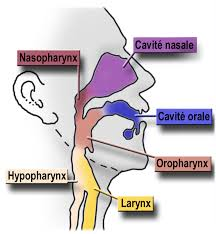 Cavité nasale
Nasopharynx
Cavité orale
Oropharynx
Hypopharynx
Larynx